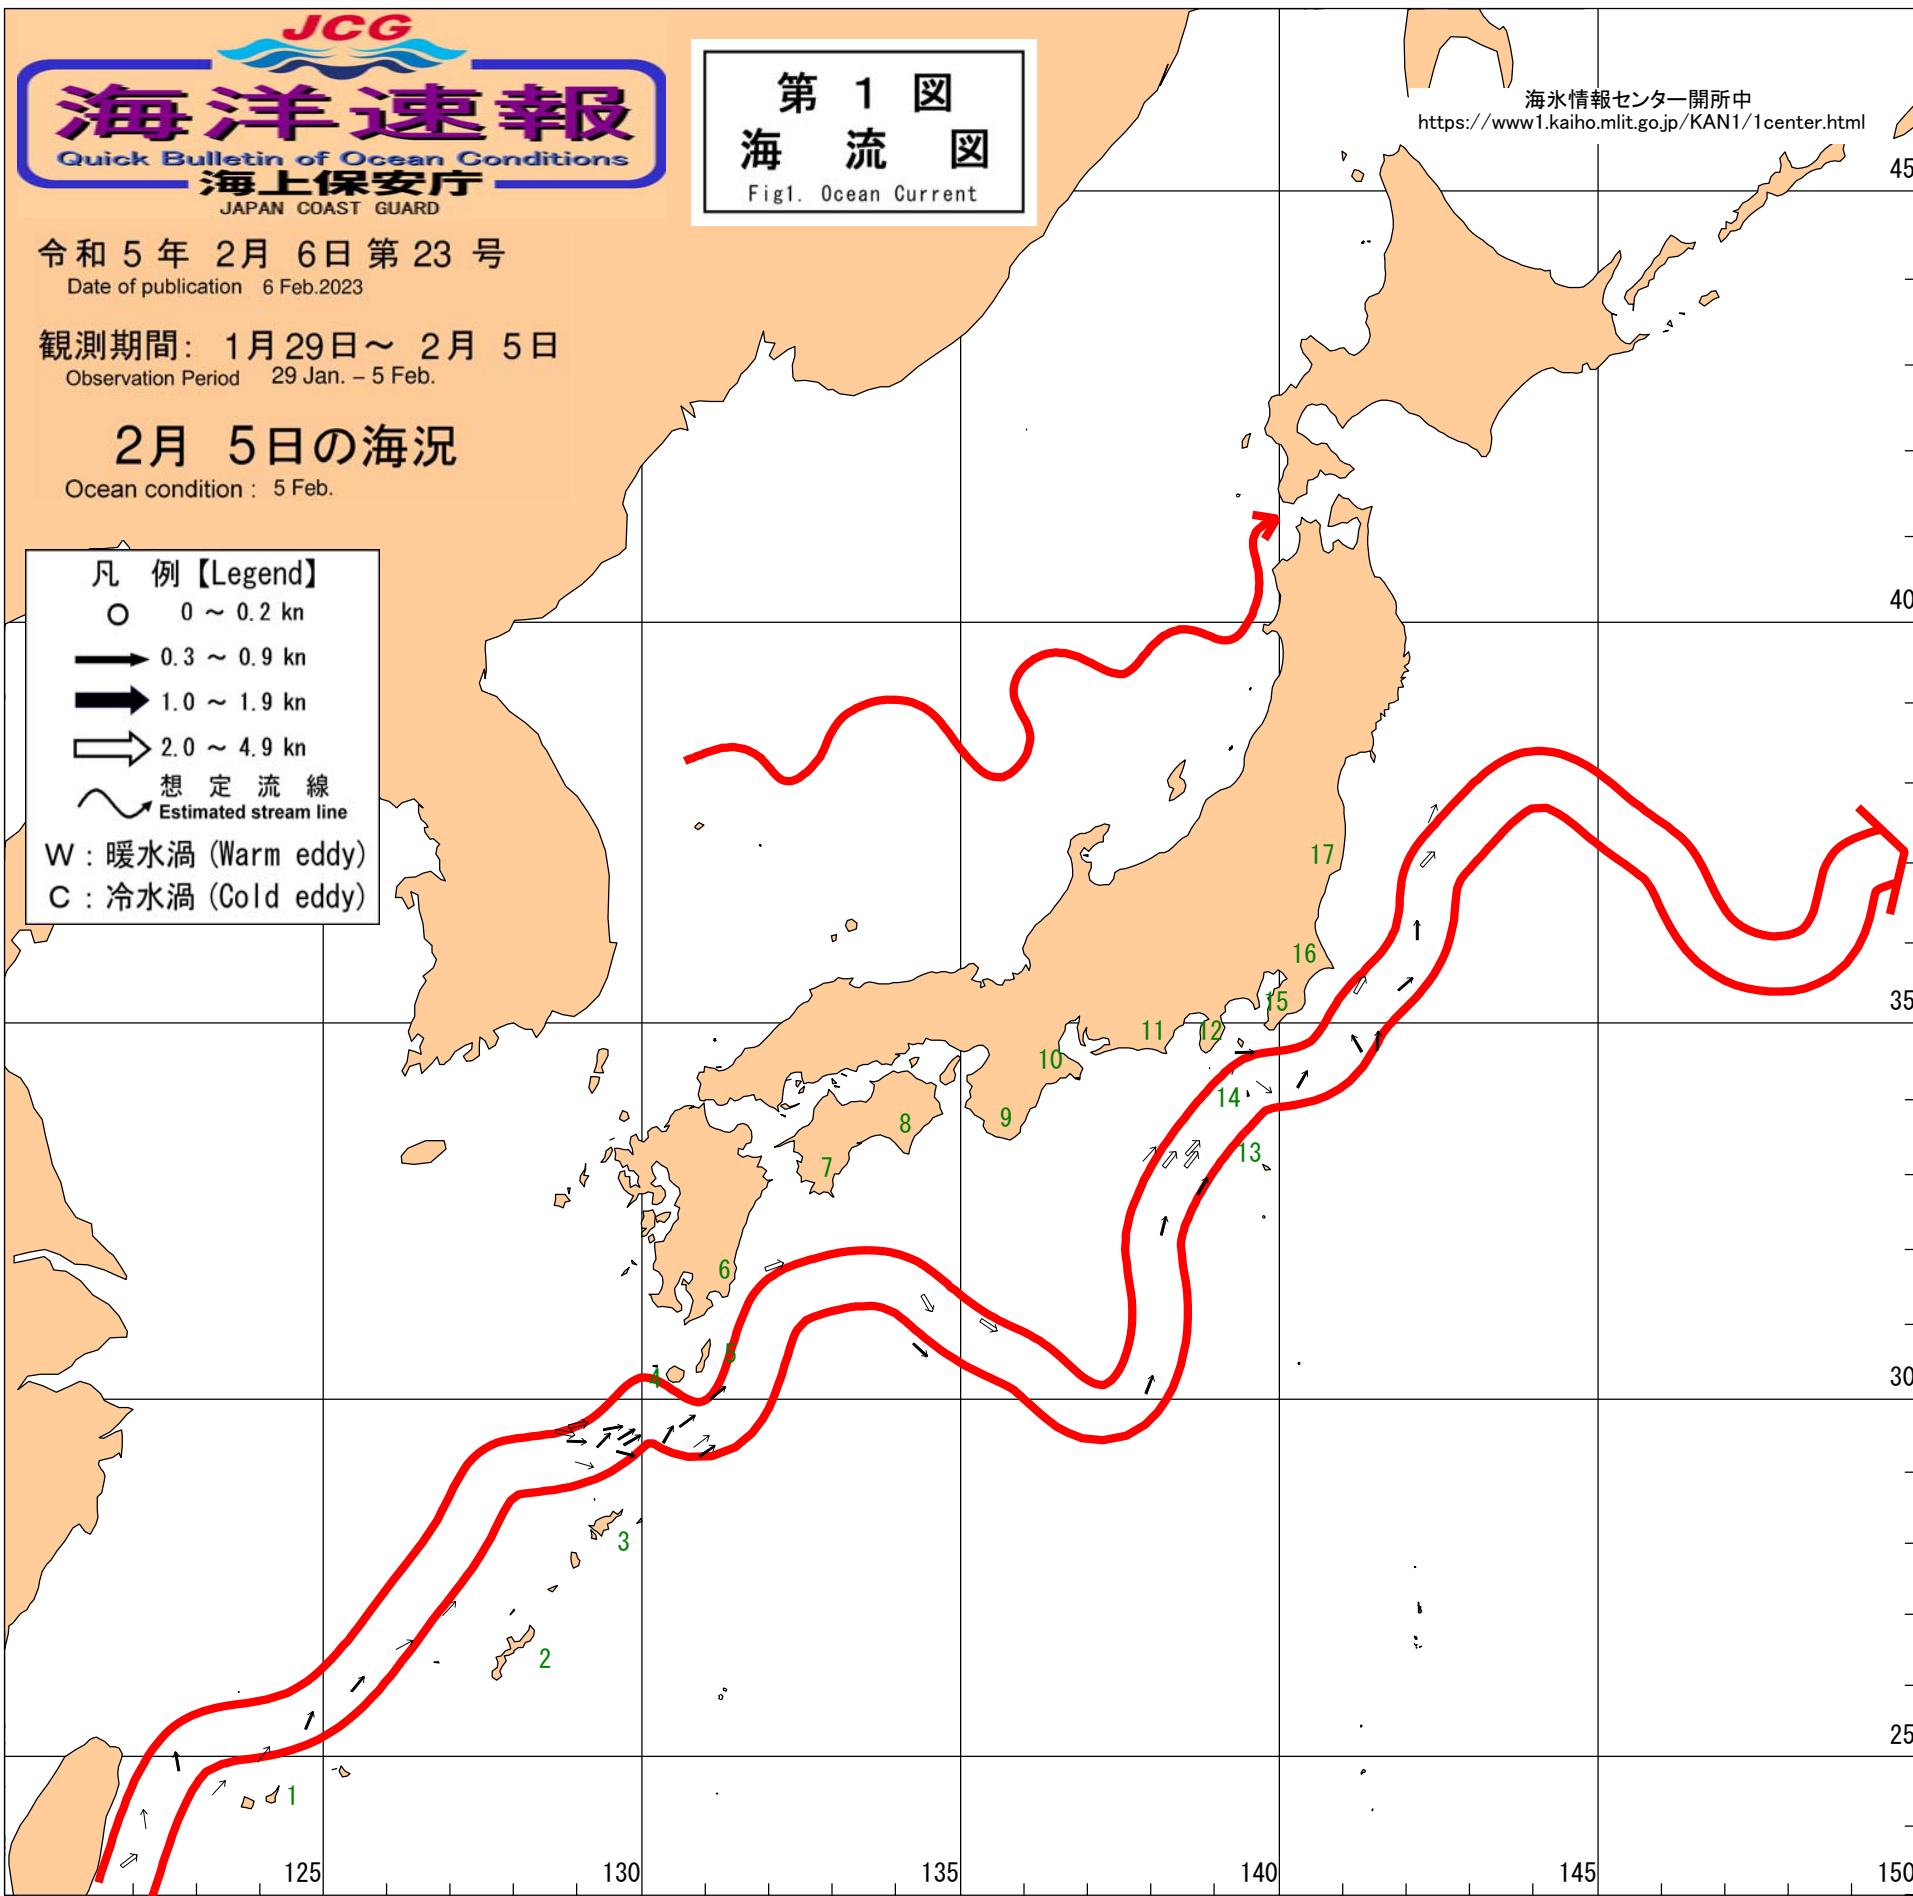 JCG
海洋速報
Quick Bulletin of Ocean Conditions
海上保安庁
JAPAN COAST GUARD
第 1 図
海 流 図
Fig1. Ocean Current
海氷情報センター開所中
https://www1.kaiho.mlit.go.jp/KAN1/1center.html
令和 5 年 2月 6日 第 23 号
Date of publication 6 Feb.2023
観測期間: 1月29日～ 2月 5日
Observation Period 29 Jan. – 5 Feb.
2月 5日の海況
Ocean condition : 5 Feb.
凡 例【Legend】
0 ～ 0.2 kn
0.3 ～ 0.9 kn
1.0 ～ 1.9 kn
2.0 ～ 4.9 kn
想 定 流 線
Estimated stream line
W : 暖水渦 (Warm eddy)
C : 冷水渦 (Cold eddy)
45
40
35
30
25
17
16
15
11
12
10
14
9
8
13
7
6
5
4
3
2
1
125
130
135
140
145
150